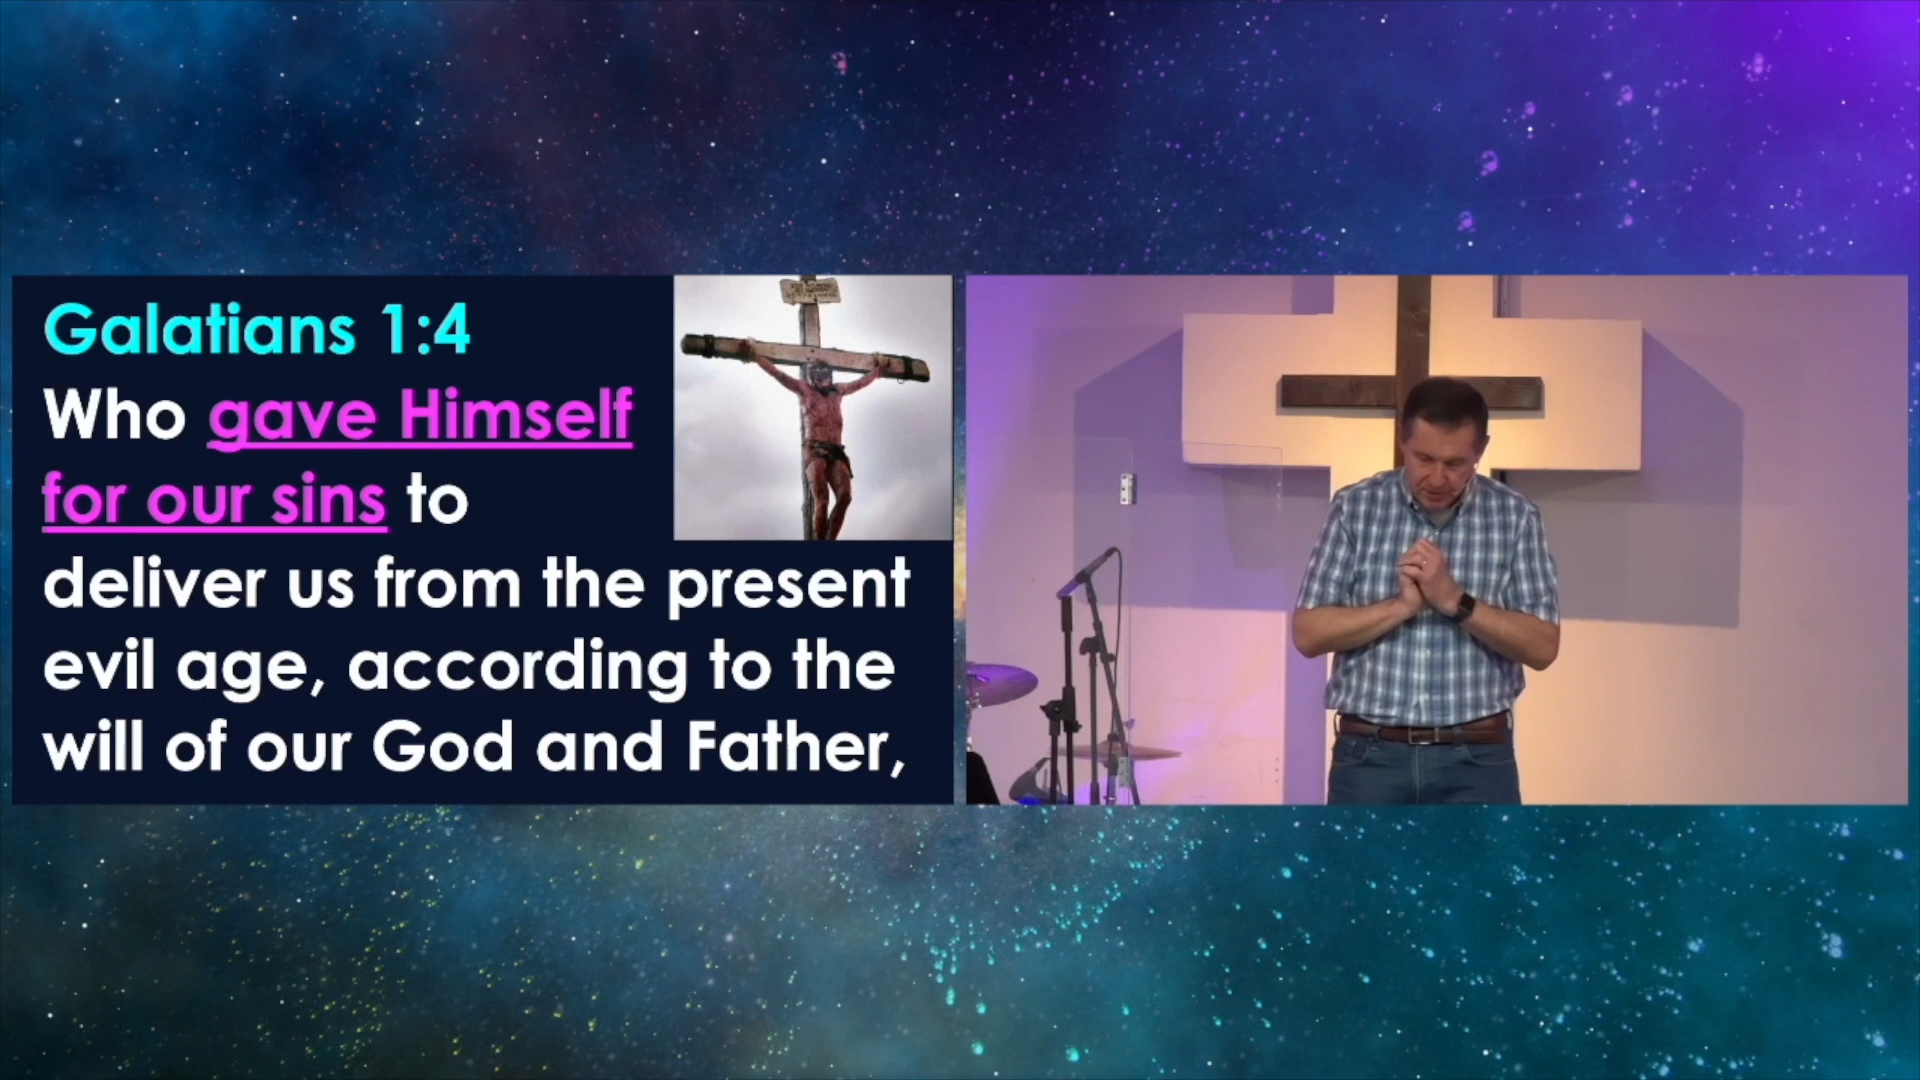 Galatians 1:4
Who gave Himself
for our sins to
deliver us from the present
evil age, according to the
will of our God and Father,